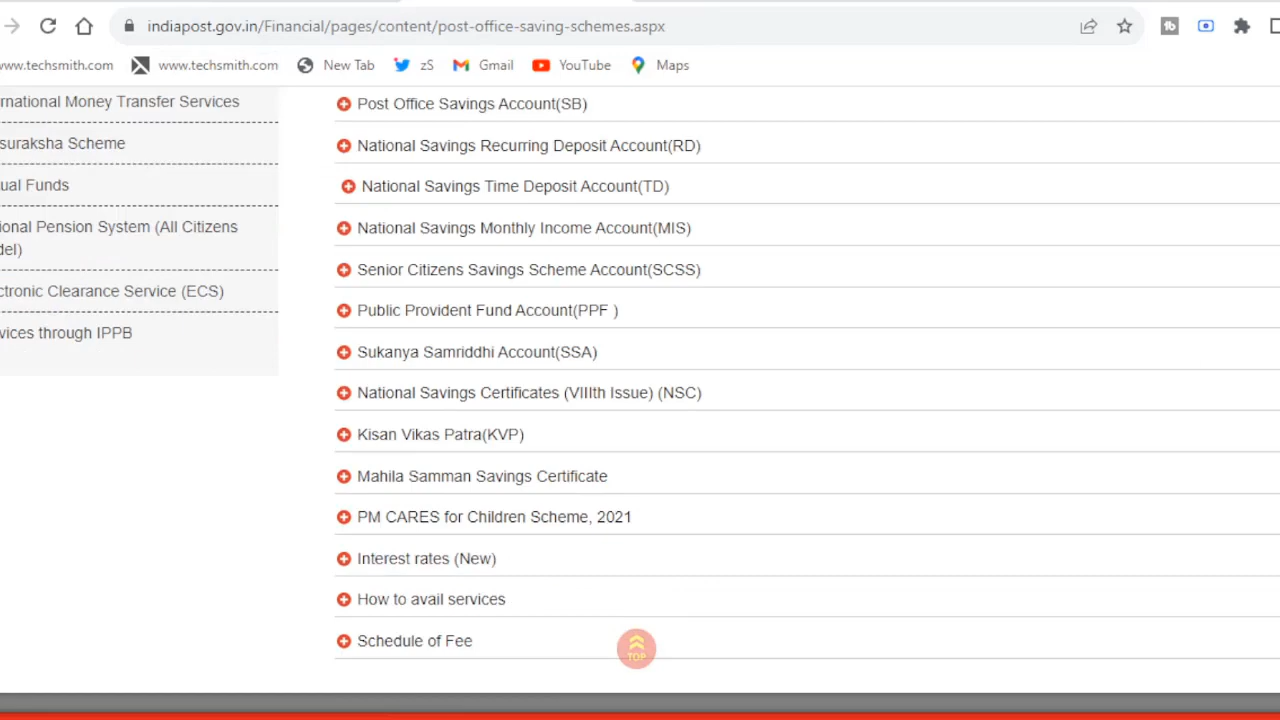 indiapost.gov.in/Financial/pages/content/post-office-saving-schemes.aspx
www.techsmith.com www.techsmith.com New Tab zS Gmail YouTube Maps
rnational Money Transfer Services
suraksha Scheme
ual Funds
ional Pension System (All Citizens
del)
ctronic Clearance Service (ECS)
vices through IPPB
Post Office Savings Account(SB)
National Savings Recurring Deposit Account(RD)
National Savings Time Deposit Account(TD)
National Savings Monthly Income Account(MIS)
Senior Citizens Savings Scheme Account(SCSS)
Public Provident Fund Account(PPF )
Sukanya Samriddhi Account(SSA)
National Savings Certificates (VIIIth Issue) (NSC)
Kisan Vikas Patra(KVP)
Mahila Samman Savings Certificate
PM CARES for Children Scheme, 2021
Interest rates (New)
How to avail services
Schedule of Fee
TOP